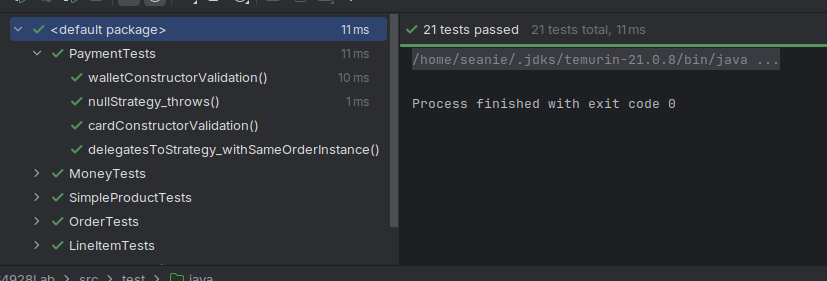 <default package> 11 ms
PaymentTests 11 ms
walletConstructorValidation() 10 ms
nullStrategy_throws() 1 ms
cardConstructorValidation()
delegatesToStrategy_withSameOrderInstance()
MoneyTests
SimpleProductTests
OrderTests
LineItemTests
21 tests passed 21 tests total, 11 ms
/home/seanie/.jdks/temurin-21.0.8/bin/java ...
Process finished with exit code 0
4928Lab > src > test > java